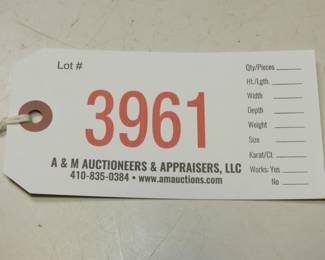 Lot #
3961
A & M AUCTIONEERS & APPRAISERS, LLC
410-835-0384 • www.amauctions.com
Qty/Pieces
Ht./Lgth.
Width
Depth
Weight
Size
Karat/Ct.
Works: Yes
No